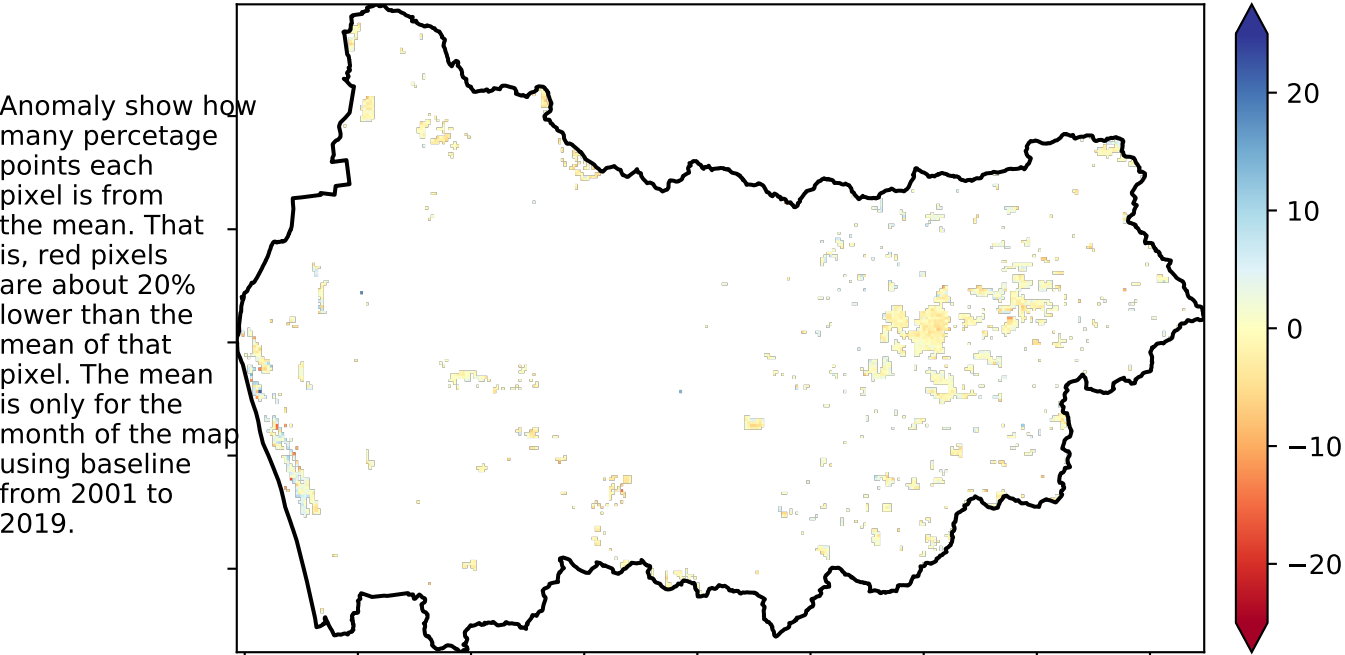 Anomaly show how
many percetage
points each
pixel is from
the mean. That
is, red pixels
are about 20%
lower than the
mean of that
pixel. The mean
is only for the
month of the map
using baseline
from 2001 to
2019.
20
10
0
−10
−20